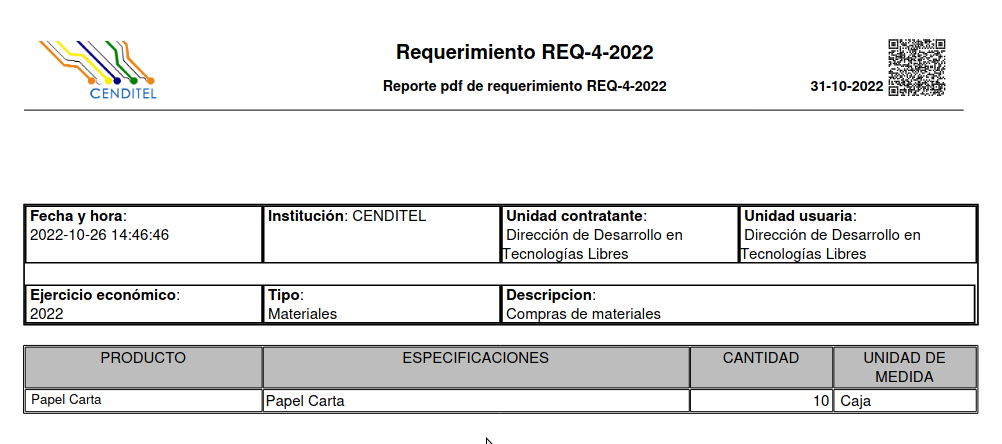 CENDITEL
Requerimiento REQ-4-2022
Reporte pdf de requerimiento REQ-4-2022
31-10-2022
Fecha y hora:
2022-10-26 14:46:46
Institución: CENDITEL
Unidad contratante:
Dirección de Desarrollo en
Tecnologías Libres
Unidad usuaria:
Dirección de Desarrollo en
Tecnologías Libres
Ejercicio económico:
2022
Tipo:
Materiales
Descripcion:
Compras de materiales
PRODUCTO
ESPECIFICACIONES
CANTIDAD
UNIDAD DE
MEDIDA
Papel Carta
Papel Carta
10
Caja